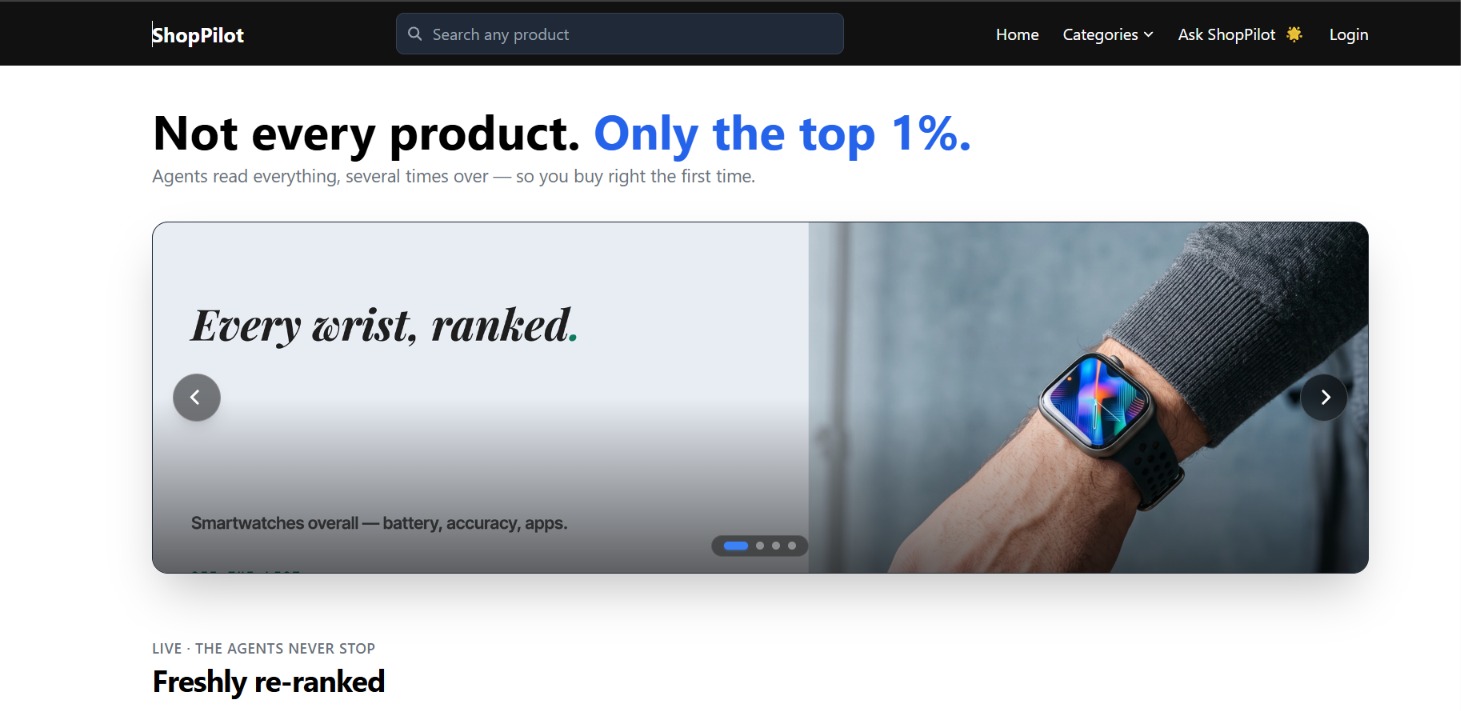 ShopPilot
Search any product
Home
Categories
Ask ShopPilot
Login
Not every product. Only the top 1%.
Agents read everything, several times over — so you buy right the first time.
Every wrist, ranked.
Smartwatches overall — battery, accuracy, apps.
LIVE · THE AGENTS NEVER STOP
Freshly re-ranked